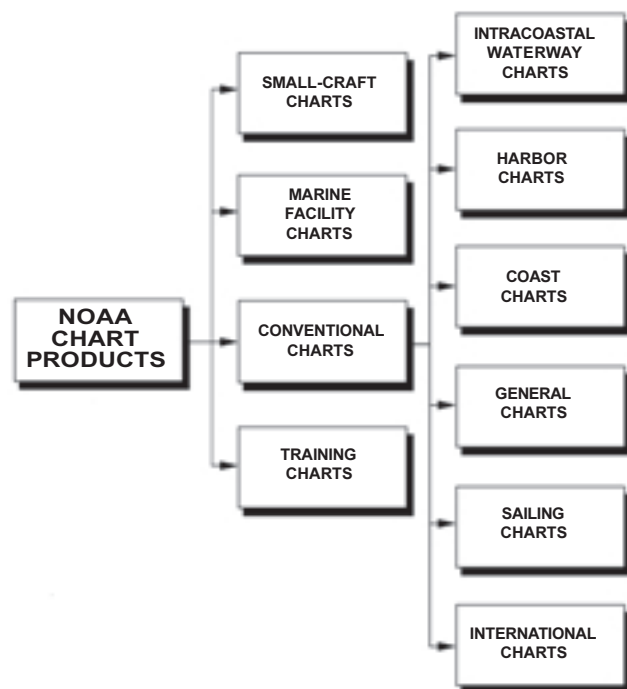 NOAA
CHART
PRODUCTS
SMALL-CRAFT
CHARTS
MARINE
FACILITY
CHARTS
CONVENTIONAL
CHARTS
TRAINING
CHARTS
INTRACOASTAL
WATERWAY
CHARTS
HARBOR
CHARTS
COAST
CHARTS
GENERAL
CHARTS
SAILING
CHARTS
INTERNATIONAL
CHARTS